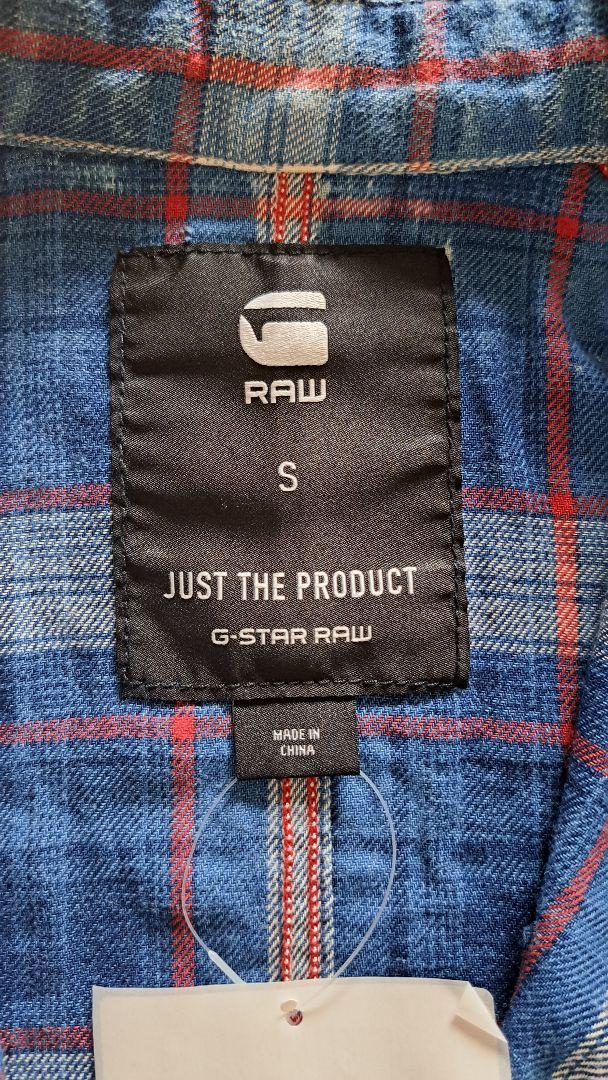 G
RAW
S
JUST THE PRODUCT
G-STAR RAW
MADE IN
CHINA